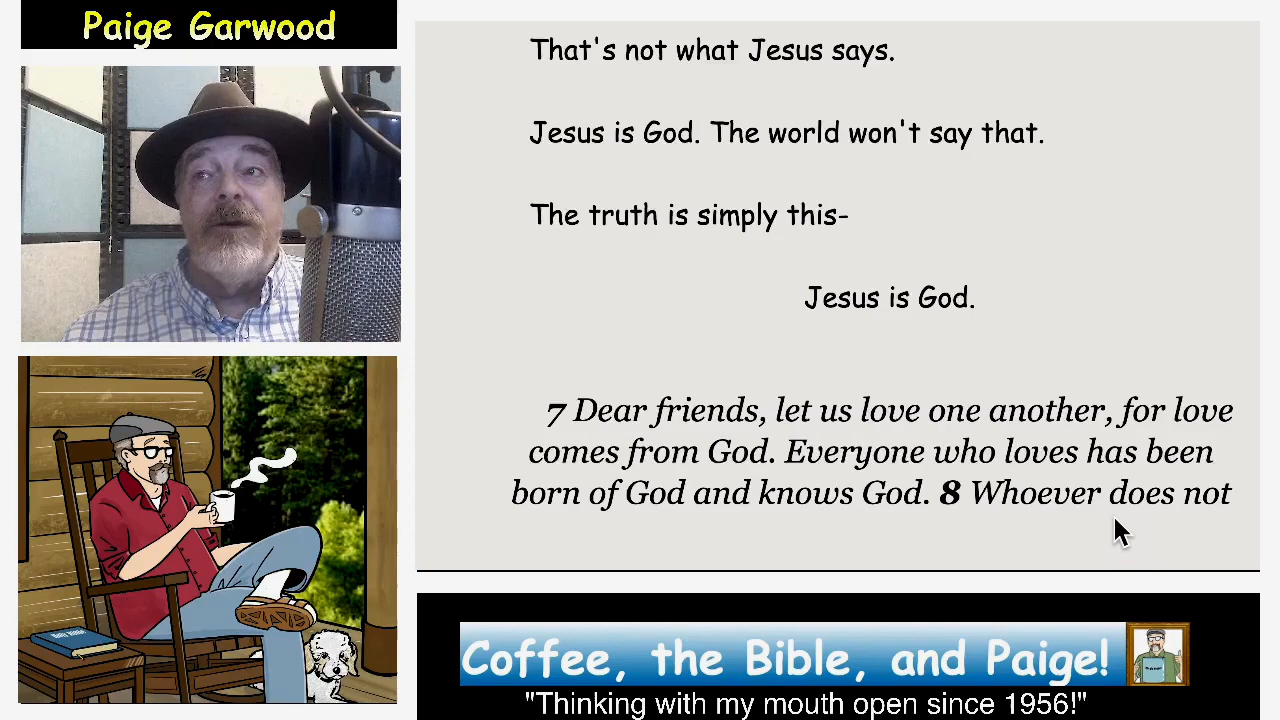 Paige Garwood
That's not what Jesus says.
Jesus is God. The world won't say that.
The truth is simply this-
Jesus is God.
7 Dear friends, let us love one another, for love
comes from God. Everyone who loves has been
born of God and knows God. 8 Whoever does not
Coffee, the Bible, and Paige!
"Thinking with my mouth open since 1956!"